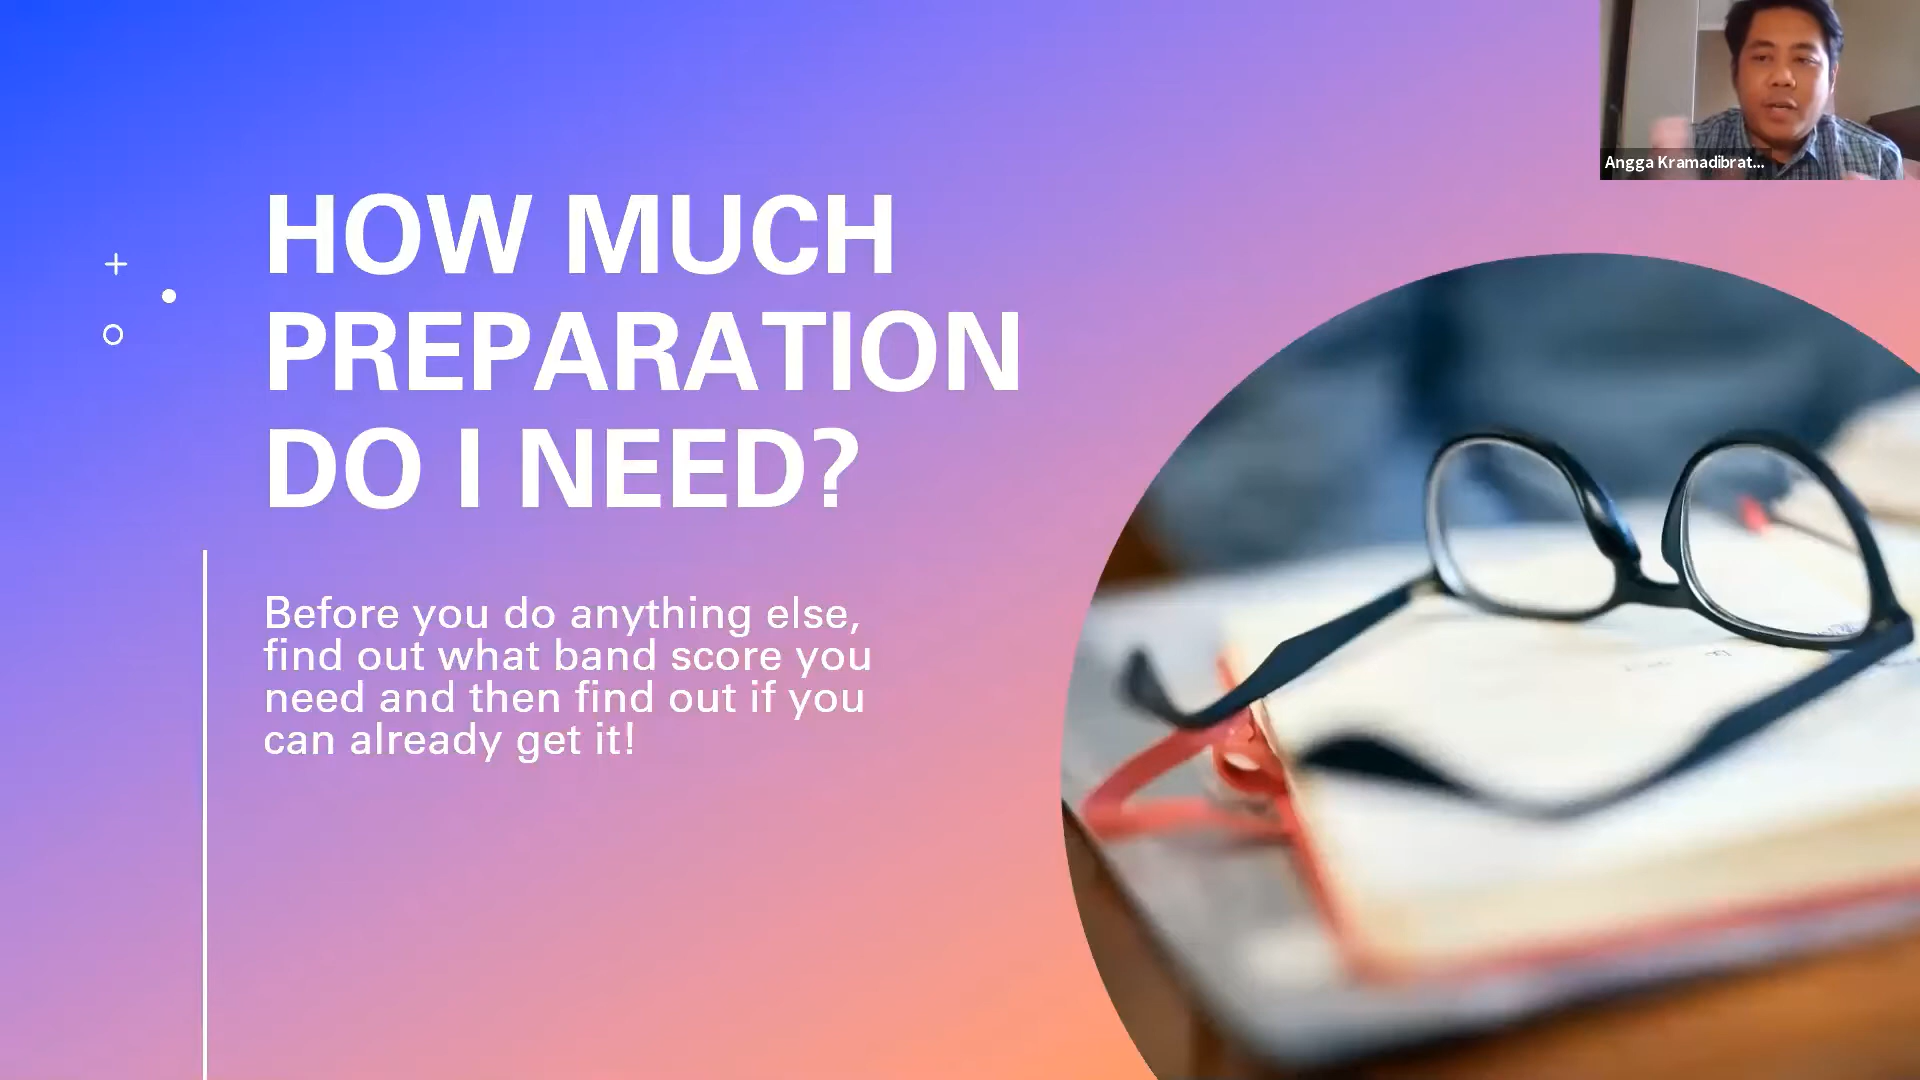 Angga Kramadibrat...
HOW MUCH
PREPARATION
DO I NEED?
Before you do anything else,
find out what band score you
need and then find out if you
can already get it!